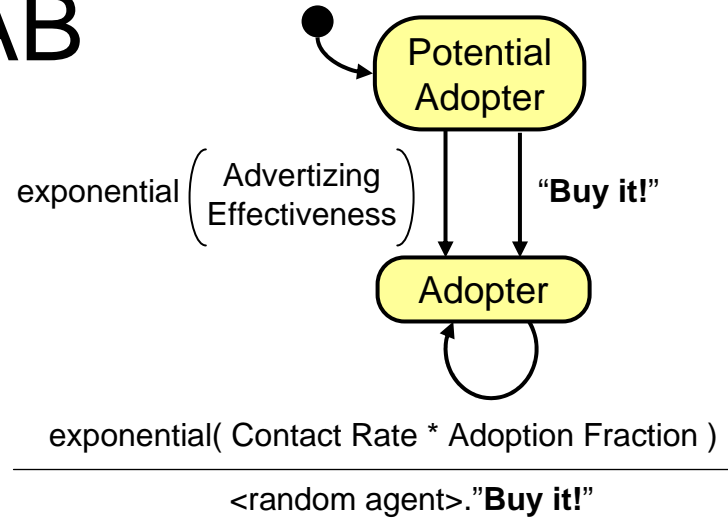 AB
Potential
Adopter
exponential ( Advertizing
Effectiveness )
“Buy it!”
Adopter
exponential( Contact Rate * Adoption Fraction )
<random agent>.”Buy it!”